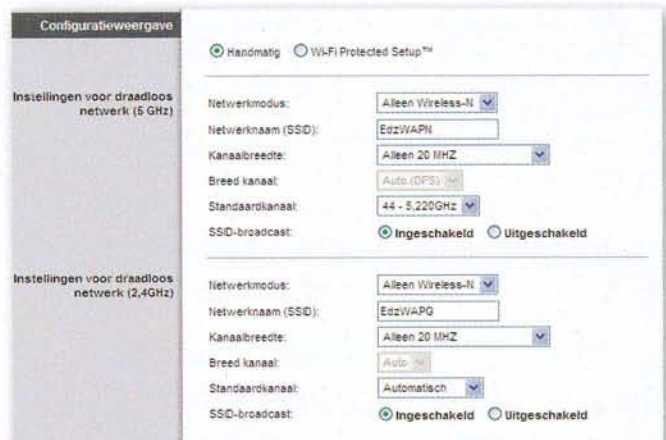 Configuratieweergave
Handmatig Wi-Fi Protected Setup™
Instellingen voor draadloos
netwerk (5 GHz)
Netwerkmodus: Alleen Wireless-N
Netwerknaam (SSID): EdzWAPN
Kanaalbreedte: Alleen 20 MHZ
Breed kanaal: Auto (DFS)
Standaardkanaal: 44 - 5,220GHz
SSID-broadcast: Ingeschakeld Uitgeschakeld
Instellingen voor draadloos
netwerk (2,4GHz)
Netwerkmodus: Alleen Wireless-N
Netwerknaam (SSID): EdzWAPG
Kanaalbreedte: Alleen 20 MHZ
Breed kanaal: Auto
Standaardkanaal: Automatisch
SSID-broadcast: Ingeschakeld Uitgeschakeld